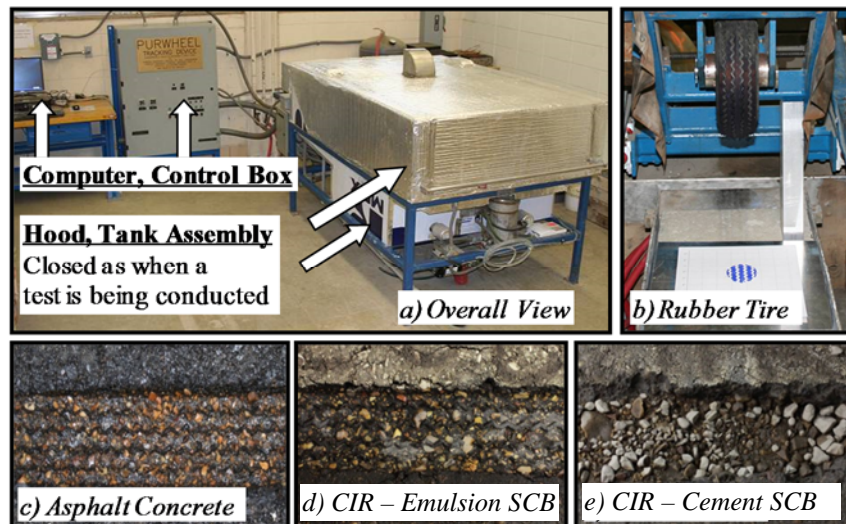 PURWHEEL
TRACKING
DEVICE
Computer, Control Box
Hood, Tank Assembly
Closed as when a
test is being conducted
a) Overall View
b) Rubber Tire
c) Asphalt Concrete
d) CIR – Emulsion SCB
e) CIR – Cement SCB